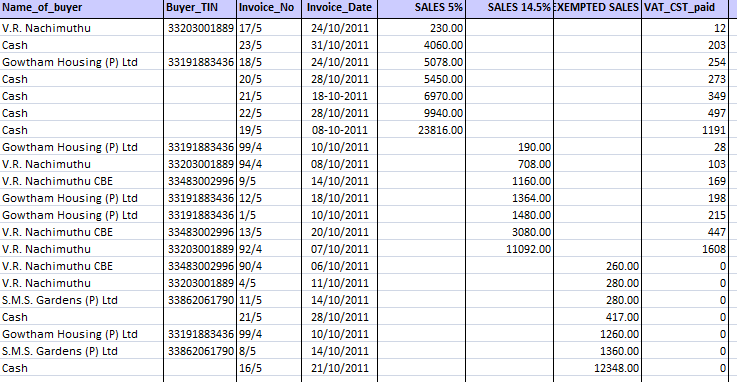 Name_of_buyer Buyer_TIN Invoice_No Invoice_Date SALES 5% SALES 14.5% EXEMPTED SALES VAT_CST_paid
V.R. Nachimuthu 33203001889 17/5 24/10/2011 230.00 12
Cash 23/5 31/10/2011 4060.00 203
Gowtham Housing (P) Ltd 33191883436 18/5 24/10/2011 5078.00 254
Cash 20/5 28/10/2011 5450.00 273
Cash 21/5 18-10-2011 6970.00 349
Cash 22/5 28/10/2011 9940.00 497
Cash 19/5 08-10-2011 23816.00 1191
Gowtham Housing (P) Ltd 33191883436 99/4 10/10/2011 190.00 28
V.R. Nachimuthu 33203001889 94/4 08/10/2011 708.00 103
V.R. Nachimuthu CBE 33483002996 9/5 14/10/2011 1160.00 169
Gowtham Housing (P) Ltd 33191883436 12/5 18/10/2011 1364.00 198
Gowtham Housing (P) Ltd 33191883436 1/5 10/10/2011 1480.00 215
V.R. Nachimuthu CBE 33483002996 13/5 20/10/2011 3080.00 447
V.R. Nachimuthu 33203001889 92/4 07/10/2011 11092.00 1608
V.R. Nachimuthu CBE 33483002996 90/4 06/10/2011 260.00 0
V.R. Nachimuthu 33203001889 4/5 11/10/2011 280.00 0
S.M.S. Gardens (P) Ltd 33862061790 11/5 14/10/2011 280.00 0
Cash 21/5 28/10/2011 417.00 0
Gowtham Housing (P) Ltd 33191883436 99/4 10/10/2011 1260.00 0
S.M.S. Gardens (P) Ltd 33862061790 8/5 14/10/2011 1360.00 0
Cash 16/5 21/10/2011 12348.00 0